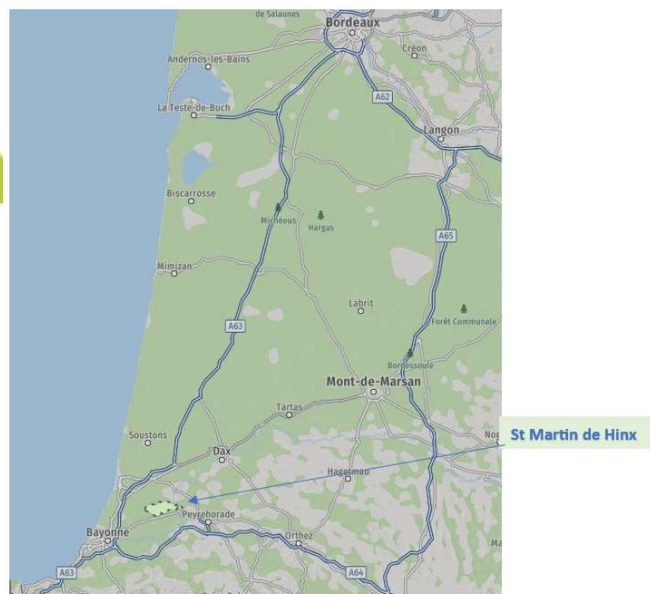 de Salaunes
Bordeaux
Créon
Andernos-les-Bains
A62
La Teste-de-Buch
Langon
Biscarrosse
Michéous
Hargas
A65
Mimizan
Labrit
A63
Forêt Communale
Bordessoule
Mont-de-Marsan
Tartas
Soustons
St Martin de Hinx
Dax
Hagetmau
Peyrehorade
Bayonne
Orthez
A63
A64